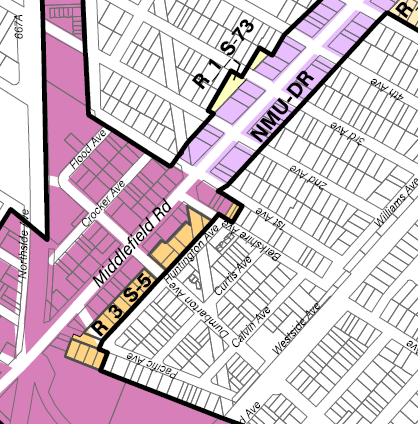 667A
R 1 S-73
R
NMU-DR
4th Ave
3rd Ave
2nd Ave
Flood Ave
Crocker Ave
Williams Ave
1st Ave
Northside Ave
Middlefield Rd
Berkshire Ave
Huntington Ave
Curtis Ave
R 3 S-5
Dumbarton Ave
Calvin Ave
Westside Ave
Pacific Ave
d Ave